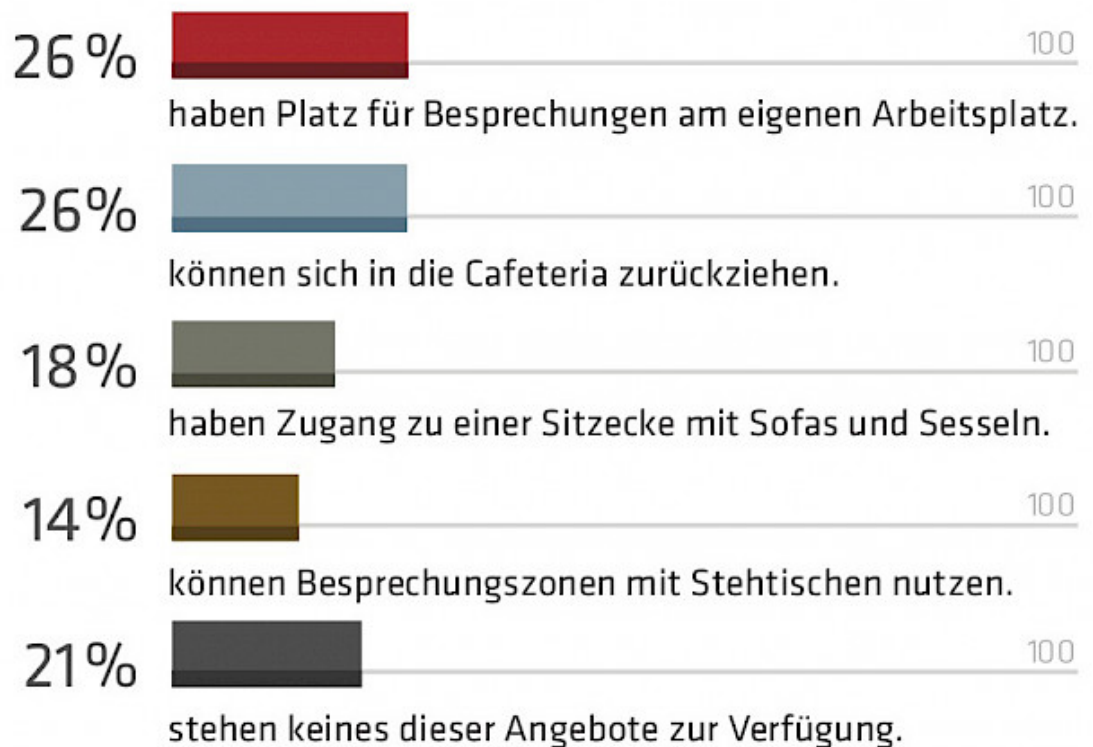 26%
100
haben Platz für Besprechungen am eigenen Arbeitsplatz.
26%
100
können sich in die Cafeteria zurückziehen.
18%
100
haben Zugang zu einer Sitzecke mit Sofas und Sesseln.
14%
100
können Besprechungszonen mit Stehtischen nutzen.
21%
100
stehen keines dieser Angebote zur Verfügung.